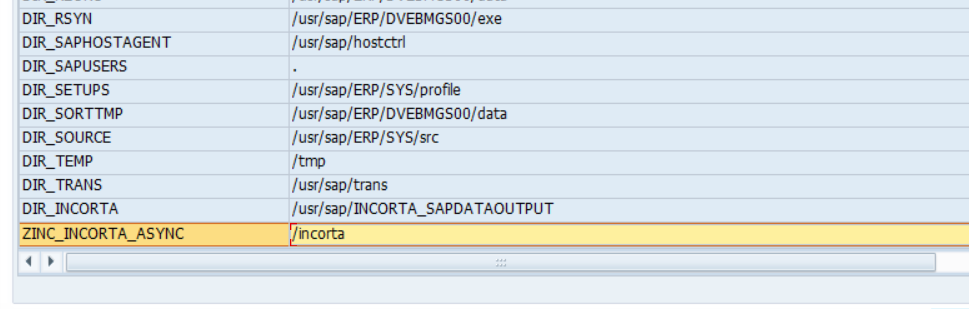 DIR_RSYN /usr/sap/ERP/DVEBMGS00/exe
DIR_SAPHOSTAGENT /usr/sap/hostctrl
DIR_SAPUSERS .
DIR_SETUPS /usr/sap/ERP/SYS/profile
DIR_SORTTMP /usr/sap/ERP/DVEBMGS00/data
DIR_SOURCE /usr/sap/ERP/SYS/src
DIR_TEMP /tmp
DIR_TRANS /usr/sap/trans
DIR_INCORTA /usr/sap/INCORTA_SAPDATAOUTPUT
ZINC_INCORTA_ASYNC /incorta